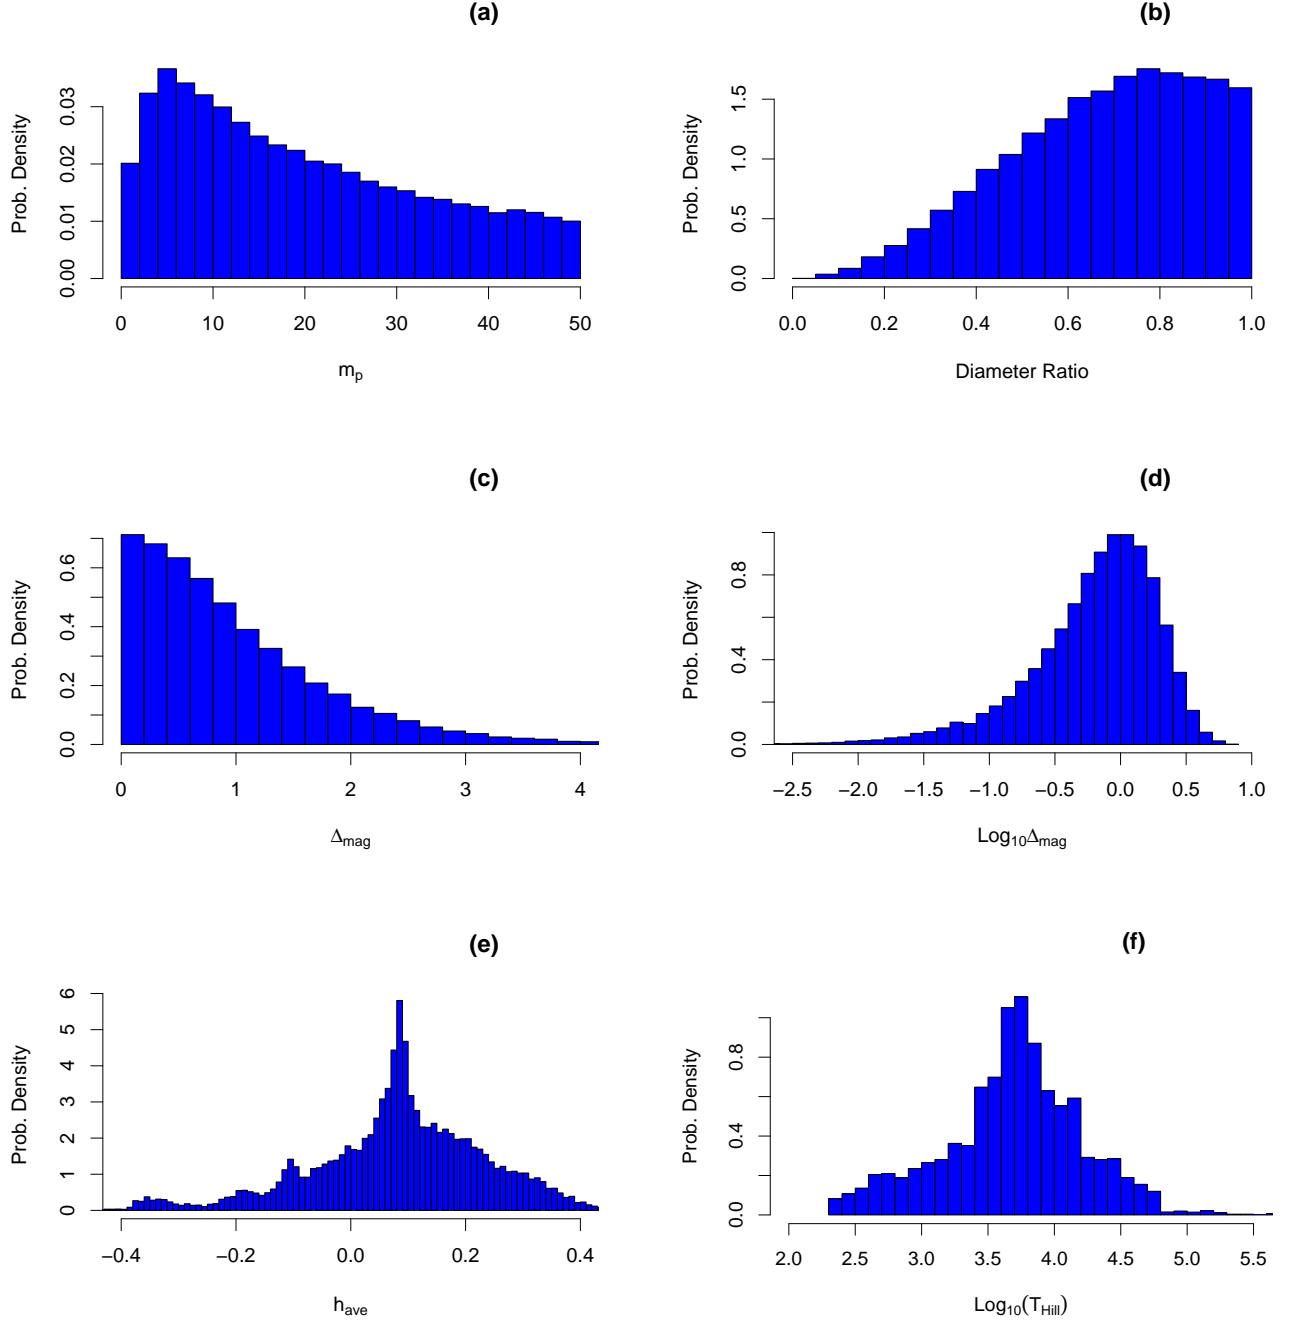 (a)
Prob. Density
0.00 0.01 0.02 0.03
0 10 20 30 40 50
m_p
(b)
Prob. Density
0.0 0.5 1.0 1.5
0.0 0.2 0.4 0.6 0.8 1.0
Diameter Ratio
(c)
Prob. Density
0.0 0.2 0.4 0.6
0 1 2 3 4
Δ_mag
(d)
Prob. Density
0.0 0.4 0.8
−2.5 −2.0 −1.5 −1.0 −0.5 0.0 0.5 1.0
Log₁₀Δ_mag
(e)
Prob. Density
0 1 2 3 4 5 6
−0.4 −0.2 0.0 0.2 0.4
h_ave
(f)
Prob. Density
0.0 0.4 0.8
2.0 2.5 3.0 3.5 4.0 4.5 5.0 5.5
Log₁₀(T_Hill)